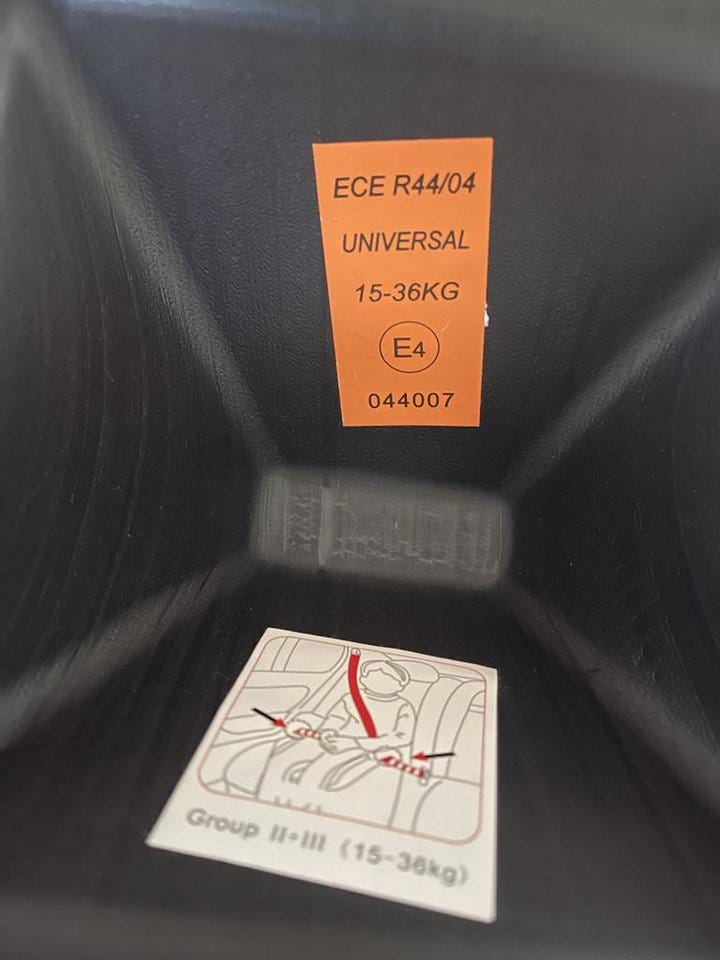 ECE R44/04
UNIVERSAL
15-36KG
E4
044007
Group II+III (15-36kg)